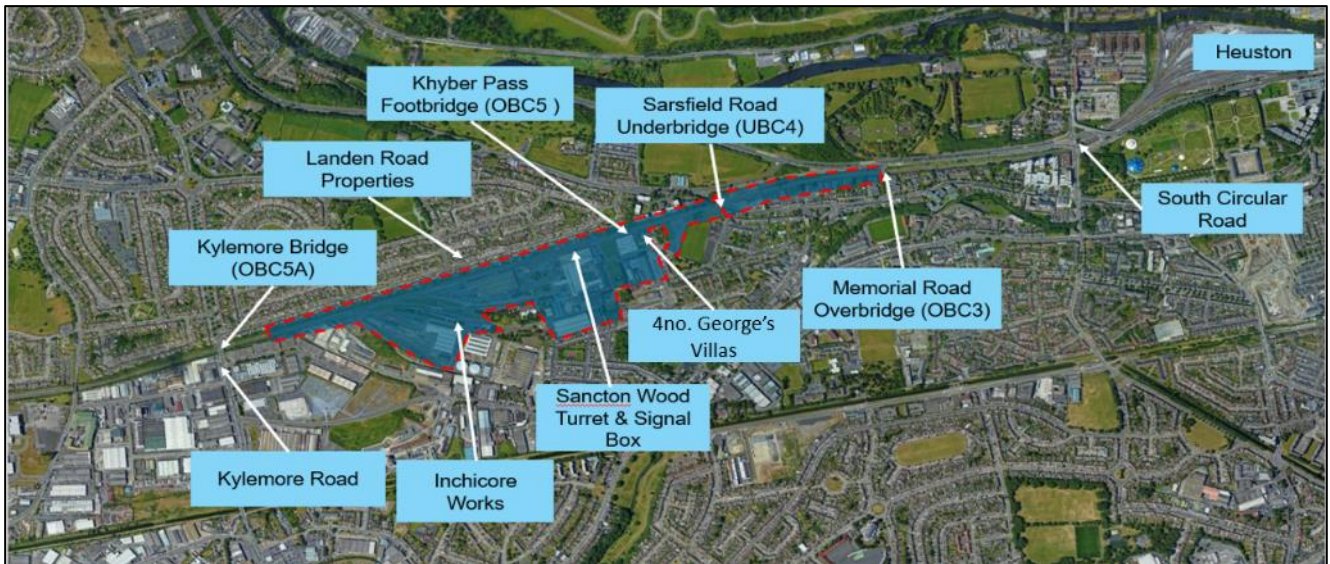 Heuston
Khyber Pass
Footbridge (OBC5 )
Sarsfield Road
Underbridge (UBC4)
Landen Road
Properties
South Circular
Road
Kylemore Bridge
(OBC5A)
Memorial Road
Overbridge (OBC3)
4no. George's
Villas
Sancton Wood
Turret & Signal
Box
Kylemore Road
Inchicore
Works